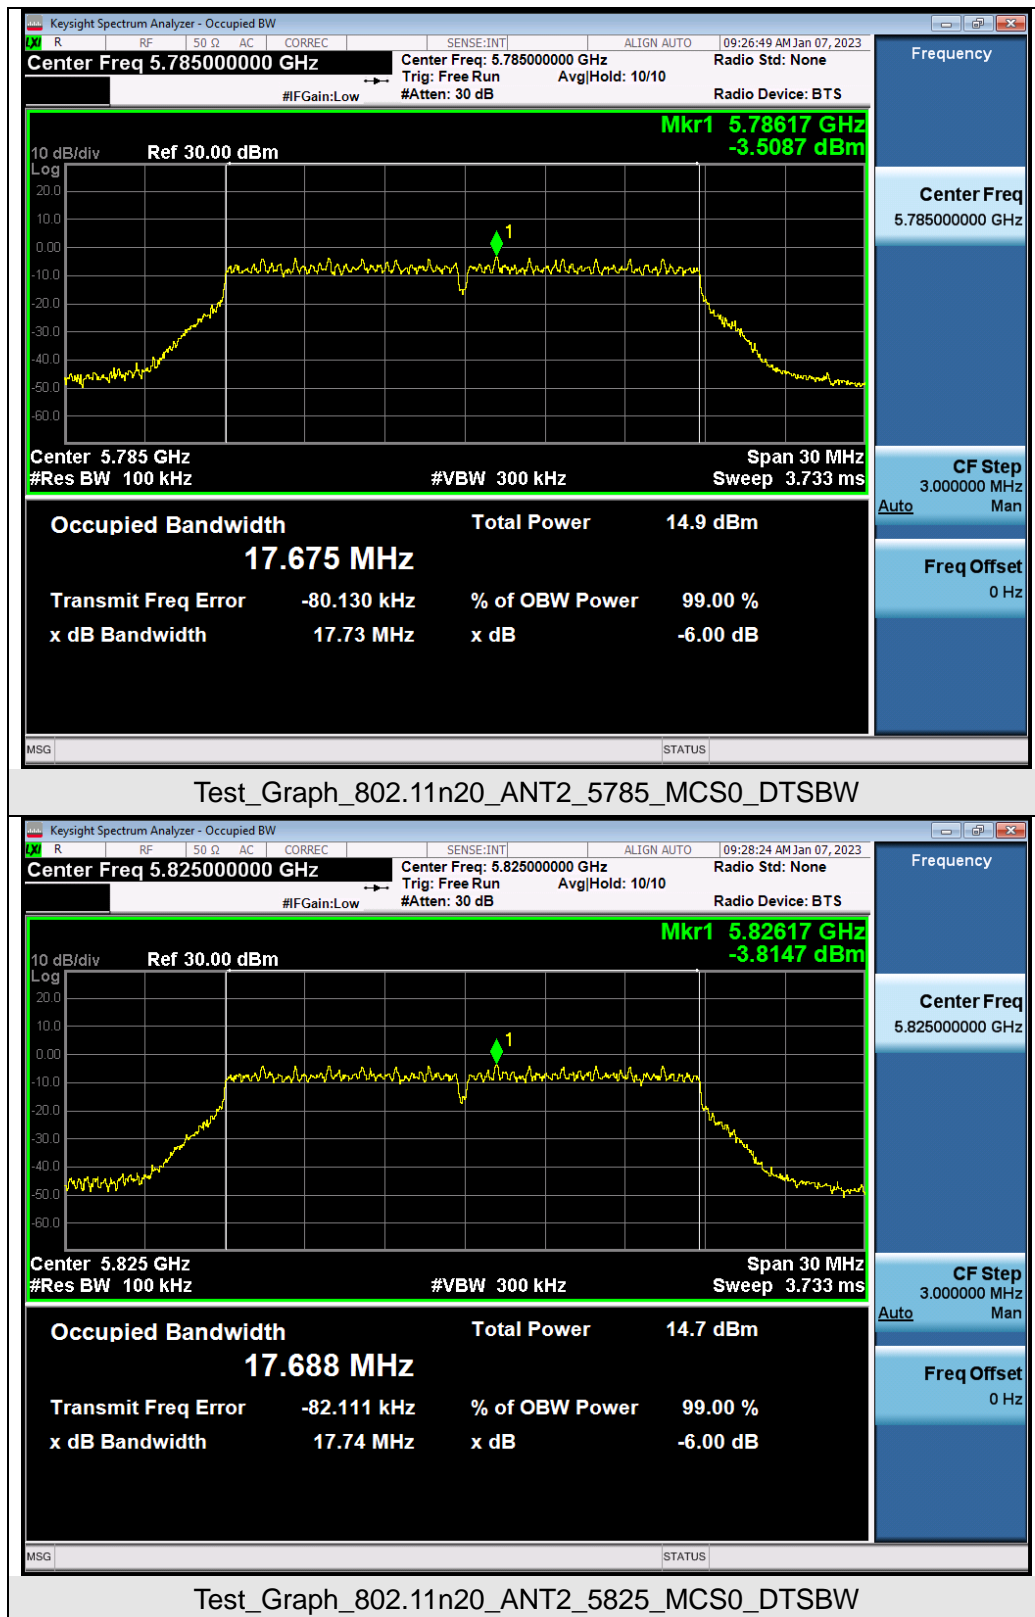 Keysight Spectrum Analyzer - Occupied BW
LXI R RF 50 Ω AC CORREC SENSE:INT ALIGN AUTO 09:26:49 AM Jan 07, 2023
Center Freq 5.785000000 GHz
Center Freq: 5.785000000 GHz
Radio Std: None
Trig: Free Run Avg|Hold: 10/10
#IFGain:Low
#Atten: 30 dB
Radio Device: BTS
Frequency
Mkr1 5.78617 GHz
-3.5087 dBm
10 dB/div Ref 30.00 dBm
Log
20.0
10.0
0.00
-10.0
-20.0
-30.0
-40.0
-50.0
-60.0
1
Center 5.785 GHz
Span 30 MHz
#Res BW 100 kHz
#VBW 300 kHz
Sweep 3.733 ms
Center Freq
5.785000000 GHz
CF Step
3.000000 MHz
Auto Man
Freq Offset
0 Hz
Occupied Bandwidth
Total Power 14.9 dBm
17.675 MHz
Transmit Freq Error -80.130 kHz % of OBW Power 99.00 %
x dB Bandwidth 17.73 MHz x dB -6.00 dB
MSG STATUS
Test_Graph_802.11n20_ANT2_5785_MCS0_DTSBW
Keysight Spectrum Analyzer - Occupied BW
LXI R RF 50 Ω AC CORREC SENSE:INT ALIGN AUTO 09:28:24 AM Jan 07, 2023
Center Freq 5.825000000 GHz
Center Freq: 5.825000000 GHz
Radio Std: None
Trig: Free Run Avg|Hold: 10/10
#IFGain:Low
#Atten: 30 dB
Radio Device: BTS
Frequency
Mkr1 5.82617 GHz
-3.8147 dBm
10 dB/div Ref 30.00 dBm
Log
20.0
10.0
0.00
-10.0
-20.0
-30.0
-40.0
-50.0
-60.0
1
Center 5.825 GHz
Span 30 MHz
#Res BW 100 kHz
#VBW 300 kHz
Sweep 3.733 ms
Center Freq
5.825000000 GHz
CF Step
3.000000 MHz
Auto Man
Freq Offset
0 Hz
Occupied Bandwidth
Total Power 14.7 dBm
17.688 MHz
Transmit Freq Error -82.111 kHz % of OBW Power 99.00 %
x dB Bandwidth 17.74 MHz x dB -6.00 dB
MSG STATUS
Test_Graph_802.11n20_ANT2_5825_MCS0_DTSBW